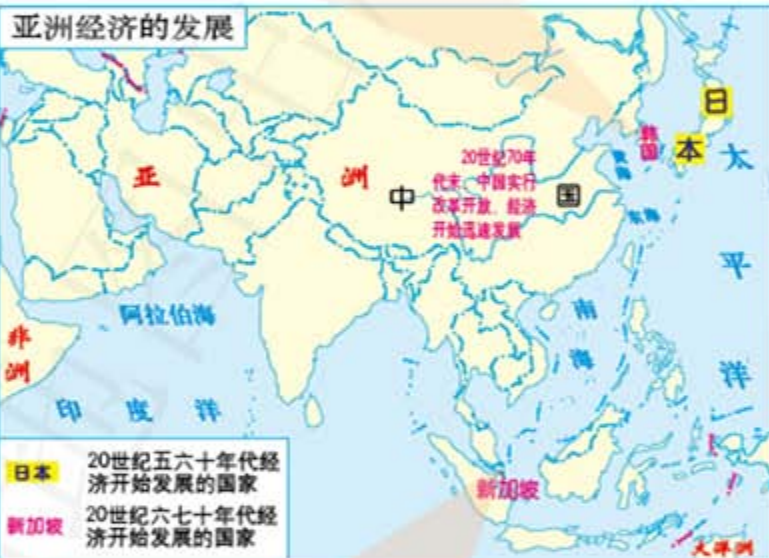 亚洲经济的发展
日
本
韩国
太
平
洋
黄海
东海
亚
洲
中
国
20世纪70年
代末,中国实行
改革开放,经济
开始迅速发展
阿拉伯海
非
洲
印度洋
南
海
新加坡
大洋洲
日本 20世纪五六十年代经
济开始发展的国家
新加坡 20世纪六七十年代经
济开始发展的国家